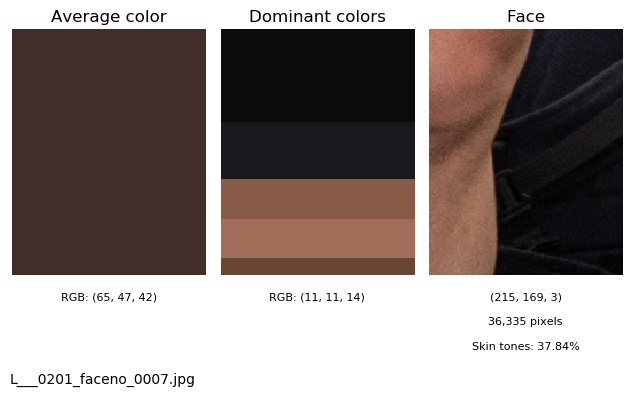 Average color
Dominant colors
Face
RGB: (65, 47, 42)
RGB: (11, 11, 14)
(215, 169, 3)
36,335 pixels
Skin tones: 37.84%
L___0201_faceno_0007.jpg